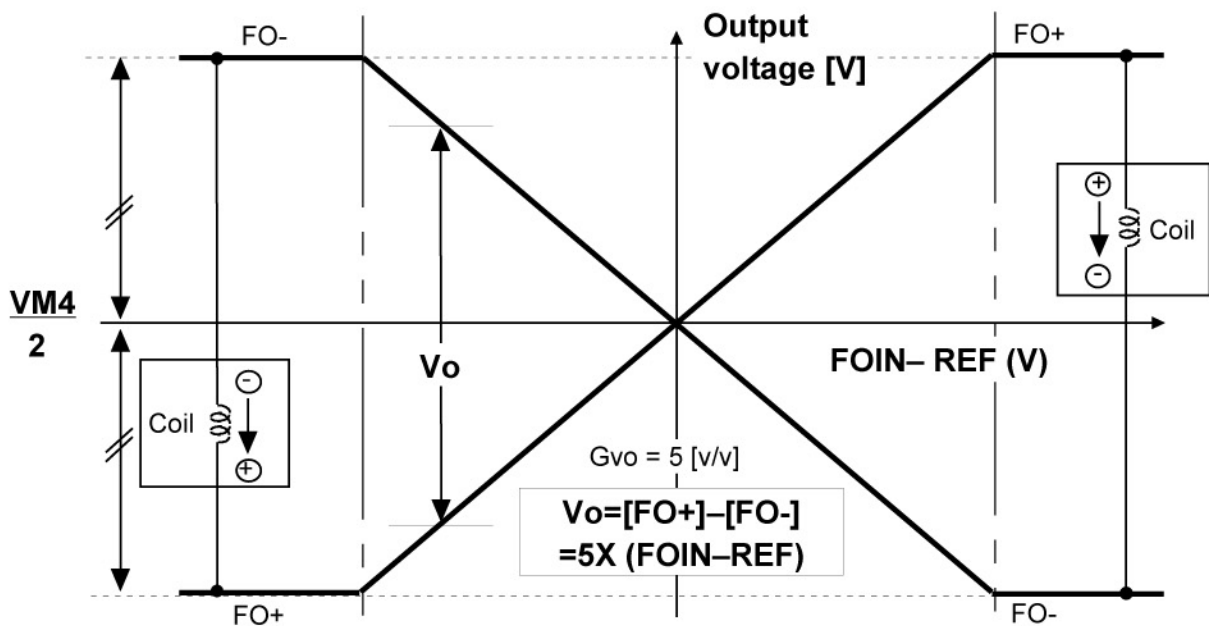 FO-
Output
voltage [V]
FO+
+
-
Coil
VM4
2
Vo
FOIN– REF (V)
-
Coil
+
Gvo = 5 [v/v]
Vo=[FO+]–[FO-]
=5X (FOIN–REF)
FO+
FO-